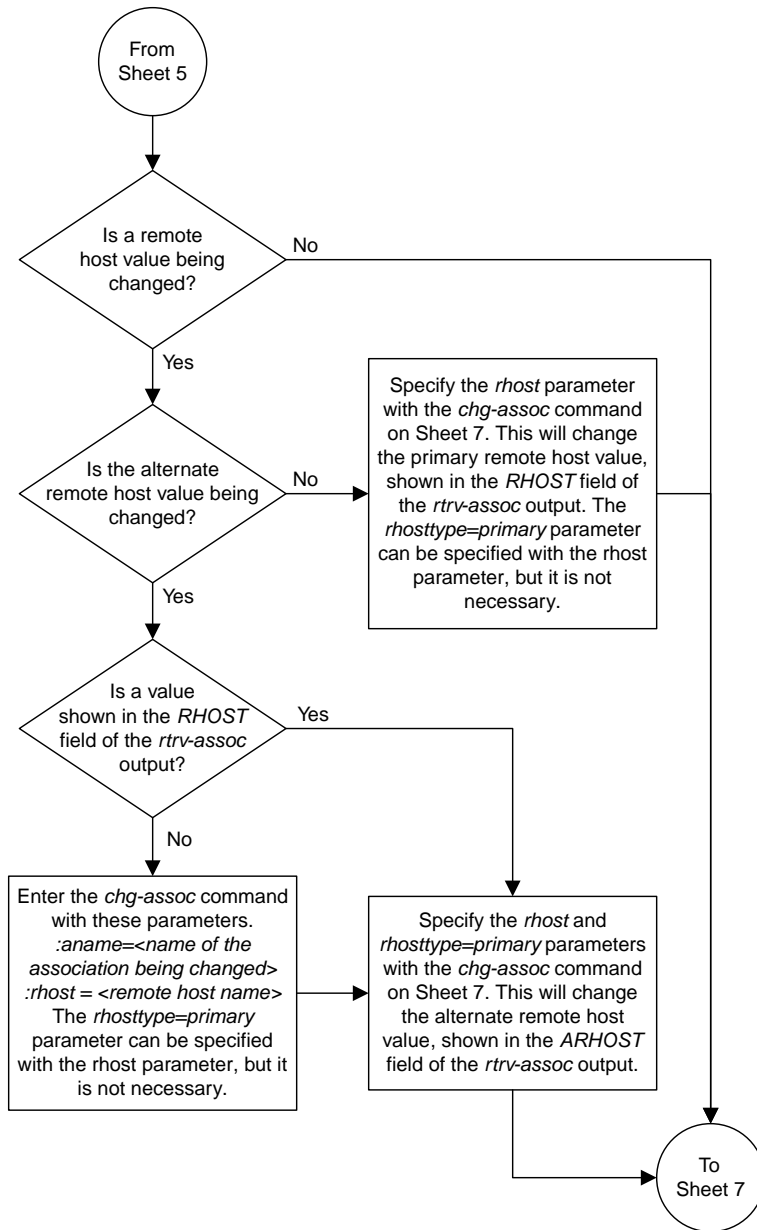 From
Sheet 5
Is a remote
host value being
changed?
No
Yes
Is the alternate
remote host value being
changed?
No
Specify the rhost parameter
with the chg-assoc command
on Sheet 7. This will change
the primary remote host value,
shown in the RHOST field of
the rtrv-assoc output. The
rhosttype=primary parameter
can be specified with the rhost
parameter, but it is not
necessary.
Yes
Is a value
shown in the RHOST
field of the rtrv-assoc
output?
Yes
No
Enter the chg-assoc command
with these parameters.
:aname=<name of the
association being changed>
:rhost = <remote host name>
The rhosttype=primary
parameter can be specified
with the rhost parameter, but it
is not necessary.
Specify the rhost and
rhosttype=primary parameters
with the chg-assoc command
on Sheet 7. This will change
the alternate remote host
value, shown in the ARHOST
field of the rtrv-assoc output.
To
Sheet 7